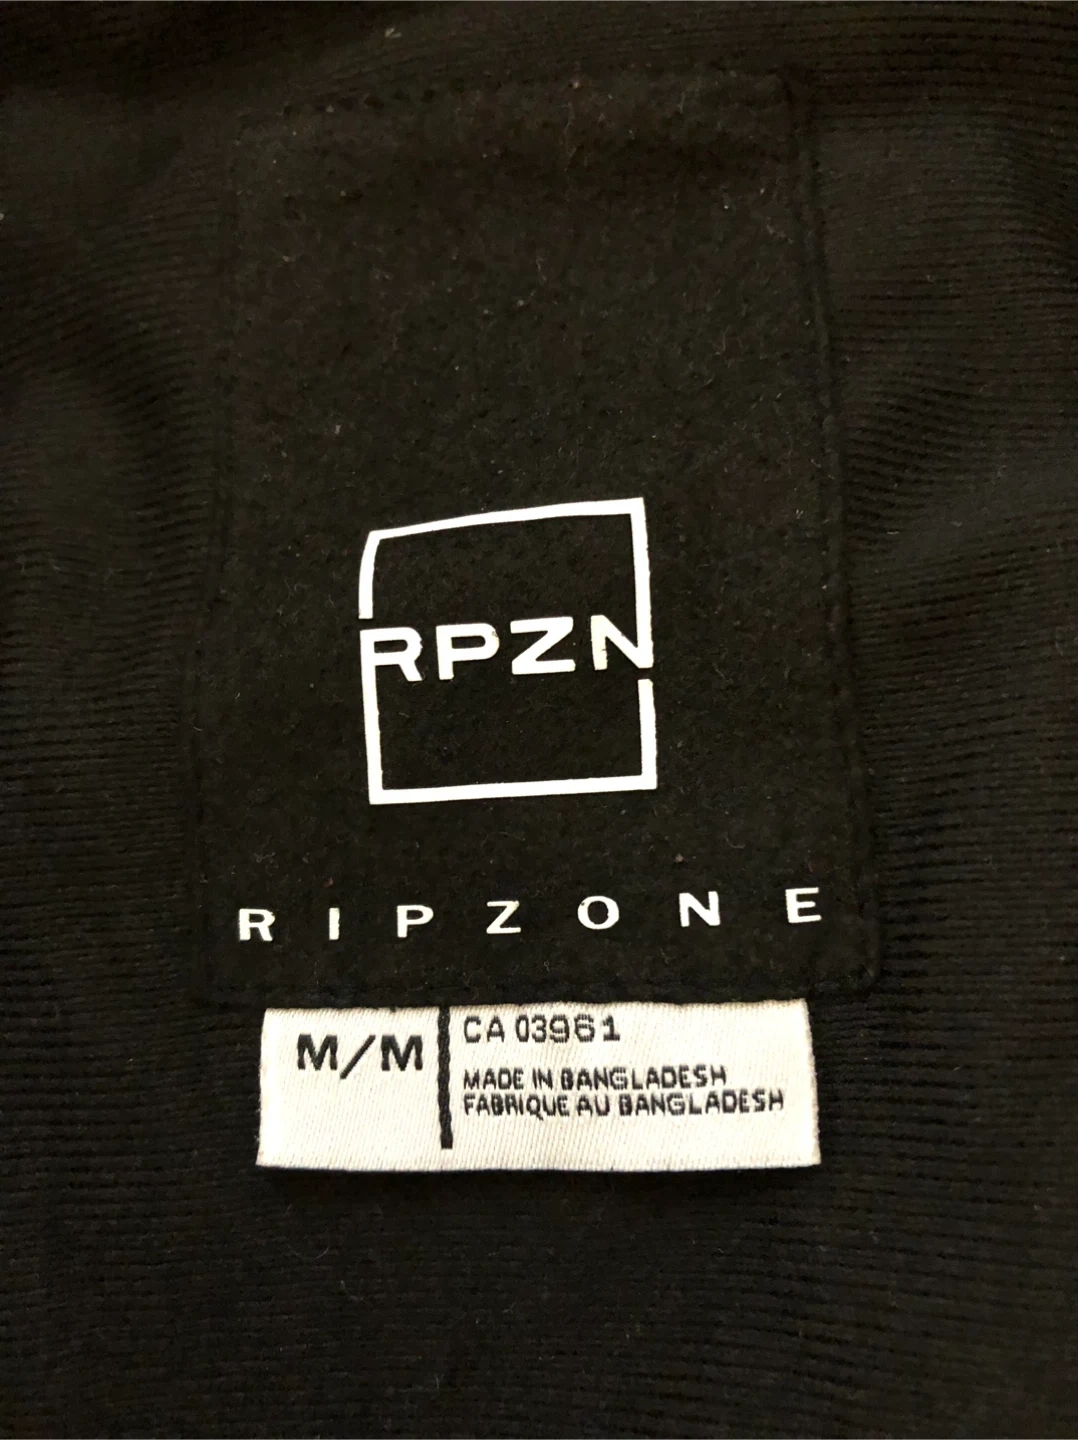 RPZN
RIPZONE
M/M
CA 03961
MADE IN BANGLADESH
FABRIQUE AU BANGLADESH